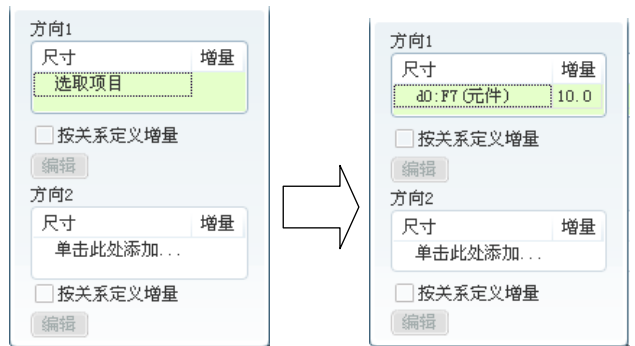 方向1
尺寸 增量
选取项目
按关系定义增量
编辑
方向2
尺寸 增量
单击此处添加...
按关系定义增量
编辑
方向1
尺寸 增量
d0:F7(元件) 10.0
按关系定义增量
编辑
方向2
尺寸 增量
单击此处添加...
按关系定义增量
编辑